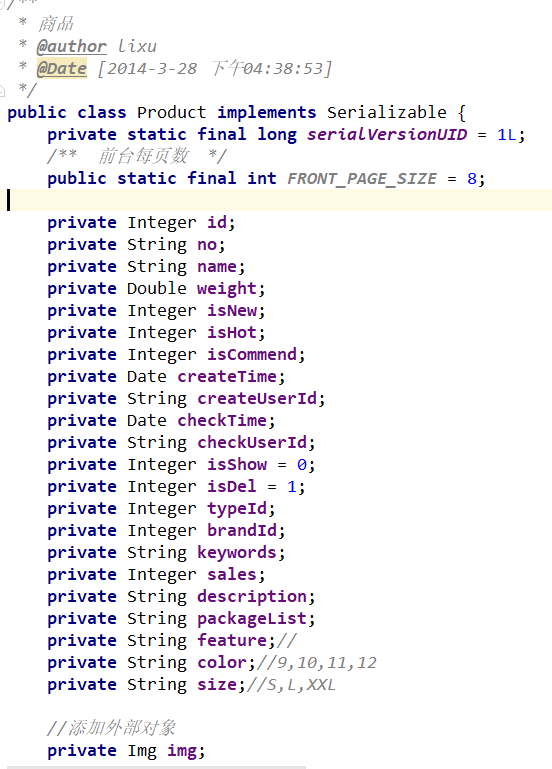 /**
* 商品
* @author lixu
* @Date [2014-3-28 下午04:38:53]
*/
public class Product implements Serializable {
private static final long serialVersionUID = 1L;
/** 前台每页数 */
public static final int FRONT_PAGE_SIZE = 8;
private Integer id;
private String no;
private String name;
private Double weight;
private Integer isNew;
private Integer isHot;
private Integer isCommend;
private Date createTime;
private String createUserId;
private Date checkTime;
private String checkUserId;
private Integer isShow = 0;
private Integer isDel = 1;
private Integer typeId;
private Integer brandId;
private String keywords;
private Integer sales;
private String description;
private String packageList;
private String feature;//
private String color;//9,10,11,12
private String size;//S,L,XXL
//添加外部对象
private Img img;